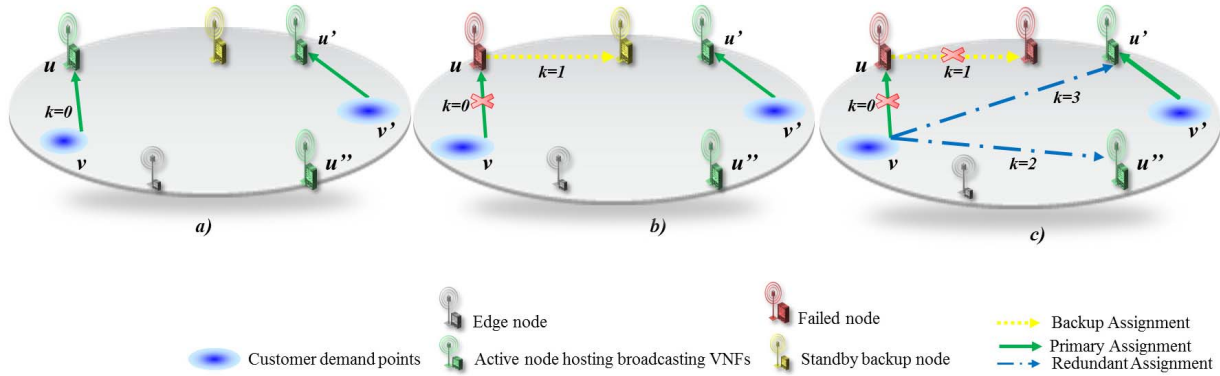 u
k=0
v
u'
v'
u''
a)
u
k=1
k=0
v
u'
v'
u''
b)
u
k=1
k=0
v
u'
k=3
v'
k=2
u''
c)
Edge node
Failed node
Backup Assignment
Customer demand points
Active node hosting broadcasting VNFs
Standby backup node
Primary Assignment
Redundant Assignment